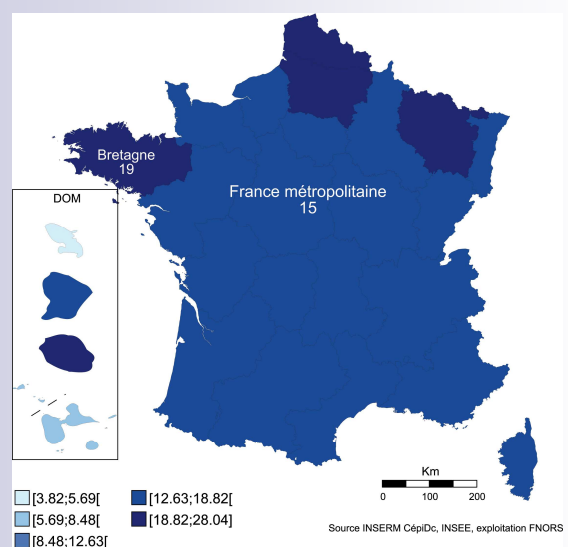 Bretagne
19
France métropolitaine
15
DOM
[3.82;5.69[
[5.69;8.48[
[8.48;12.63[
[12.63;18.82[
[18.82;28.04]
Km
0 100 200
Source INSERM CépiDc, INSEE, exploitation FNORS